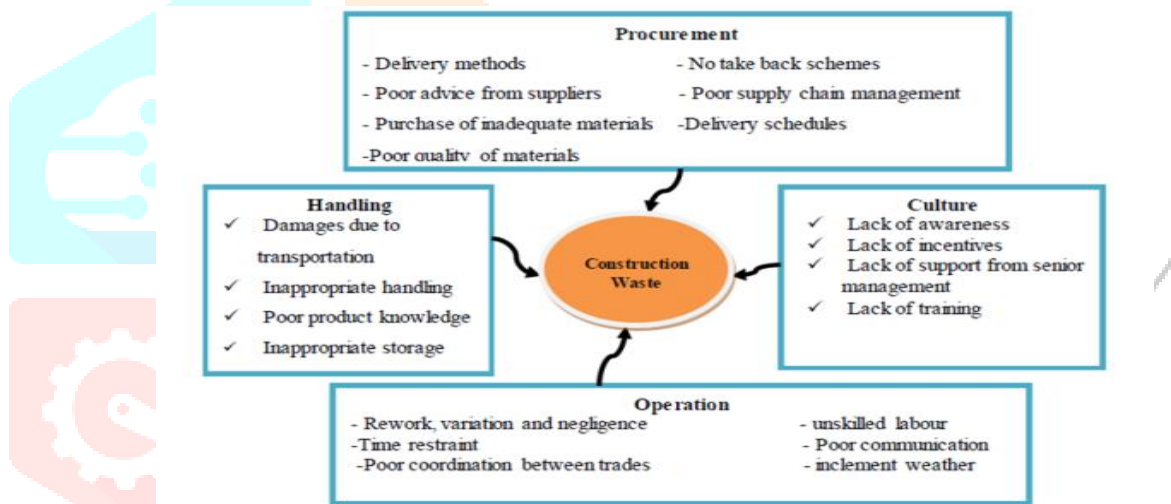 Procurement
- Delivery methods
- No take back schemes
- Poor advice from suppliers
- Poor supply chain management
- Purchase of inadequate materials
-Delivery schedules
-Poor quality of materials
Handling
✓ Damages due to
transportation
✓ Inappropriate handling
✓ Poor product knowledge
✓ Inappropriate storage
Construction
Waste
Culture
✓ Lack of awareness
✓ Lack of incentives
✓ Lack of support from senior
management
✓ Lack of training
Operation
- Rework, variation and negligence
- unskilled labour
-Time restraint
- Poor communication
-Poor coordination between trades
- inclement weather